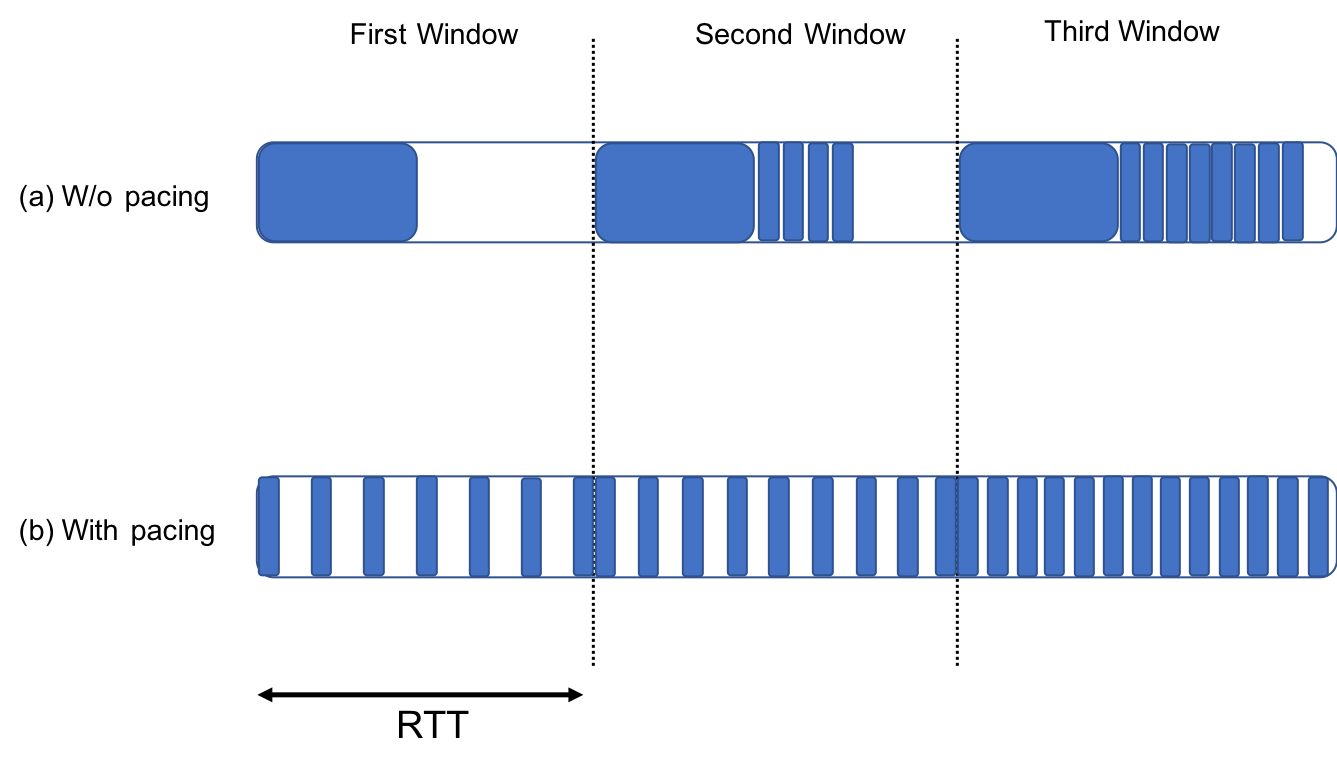 First Window
Second Window
Third Window
(a) W/o pacing
(b) With pacing
RTT